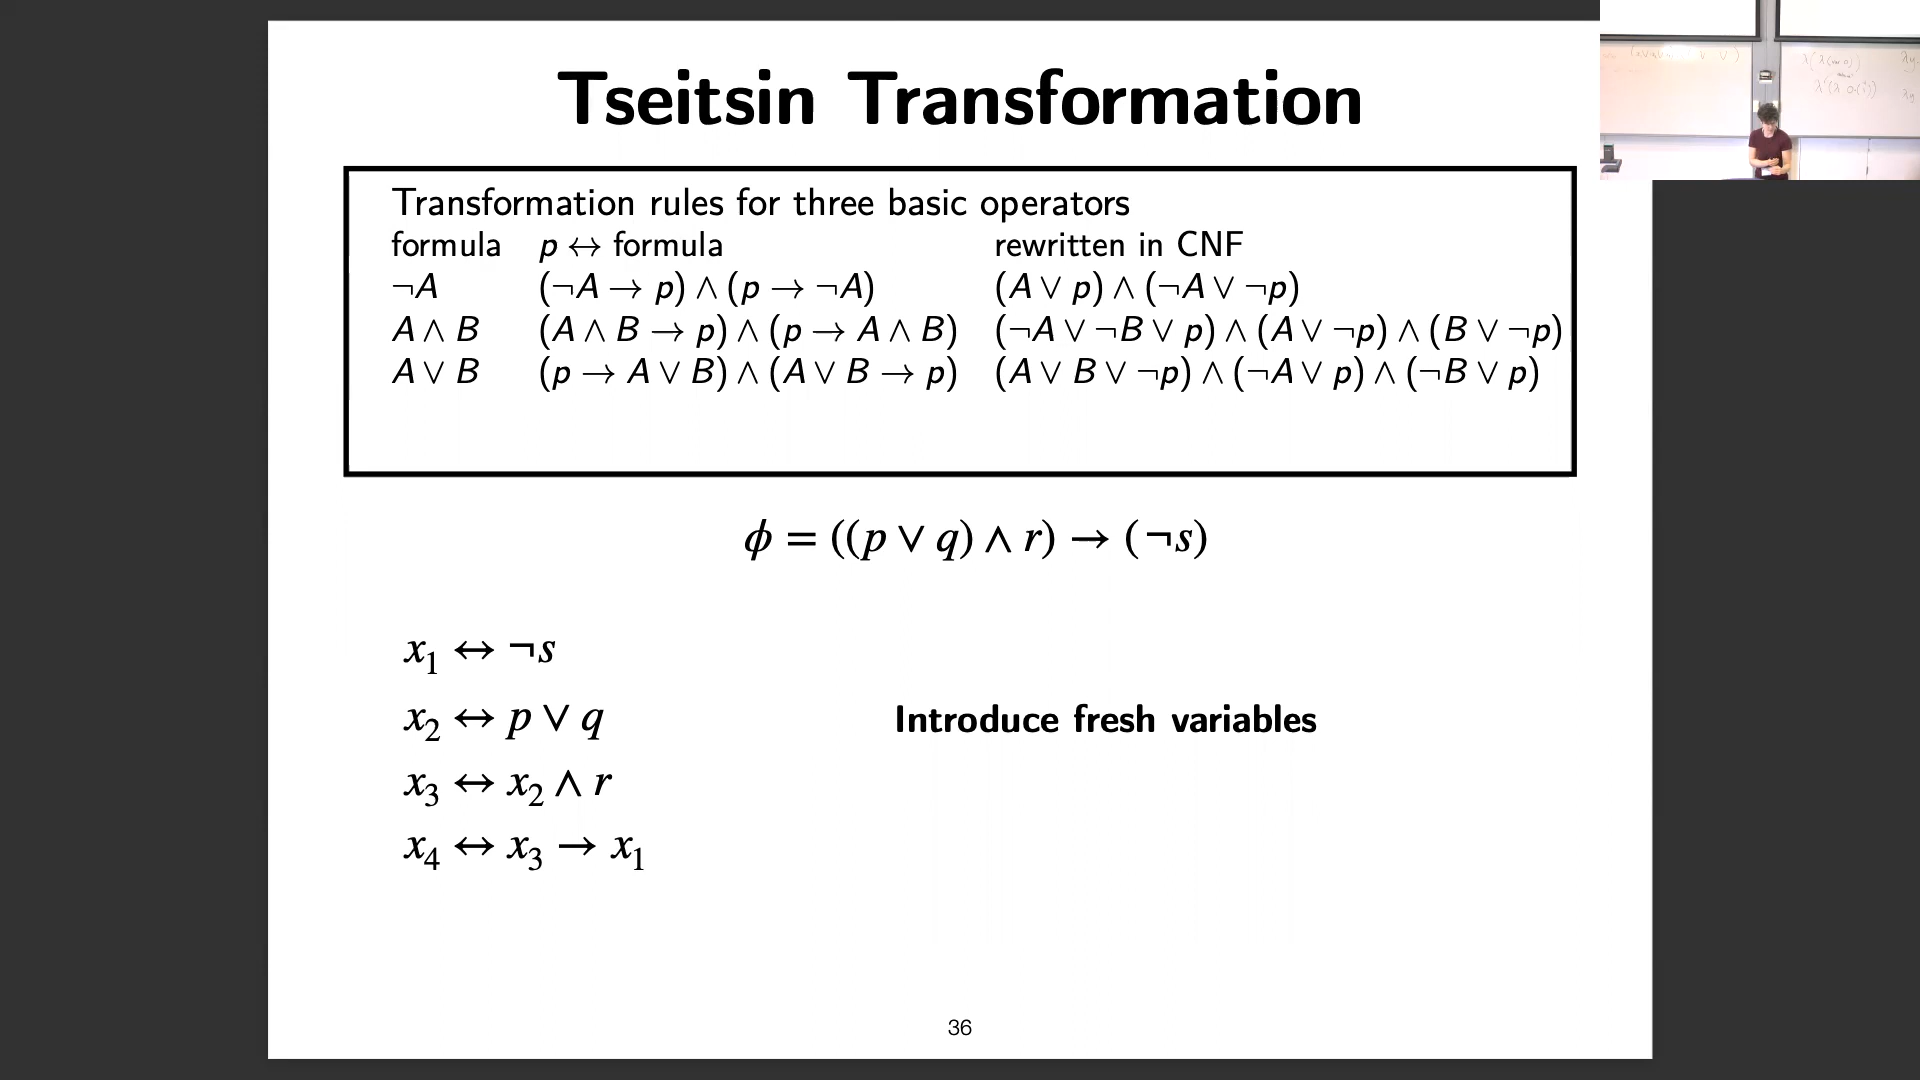 Tseitsin Transformation
Transformation rules for three basic operators
formula p ↔ formula rewritten in CNF
¬A (¬A → p) ∧ (p → ¬A) (A ∨ p) ∧ (¬A ∨ ¬p)
A ∧ B (A ∧ B → p) ∧ (p → A ∧ B) (¬A ∨ ¬B ∨ p) ∧ (A ∨ ¬p) ∧ (B ∨ ¬p)
A ∨ B (p → A ∨ B) ∧ (A ∨ B → p) (A ∨ B ∨ ¬p) ∧ (¬A ∨ p) ∧ (¬B ∨ p)
ϕ = ((p ∨ q) ∧ r) → (¬s)
x₁ ↔ ¬s
x₂ ↔ p ∨ q
Introduce fresh variables
x₃ ↔ x₂ ∧ r
x₄ ↔ x₃ → x₁
36